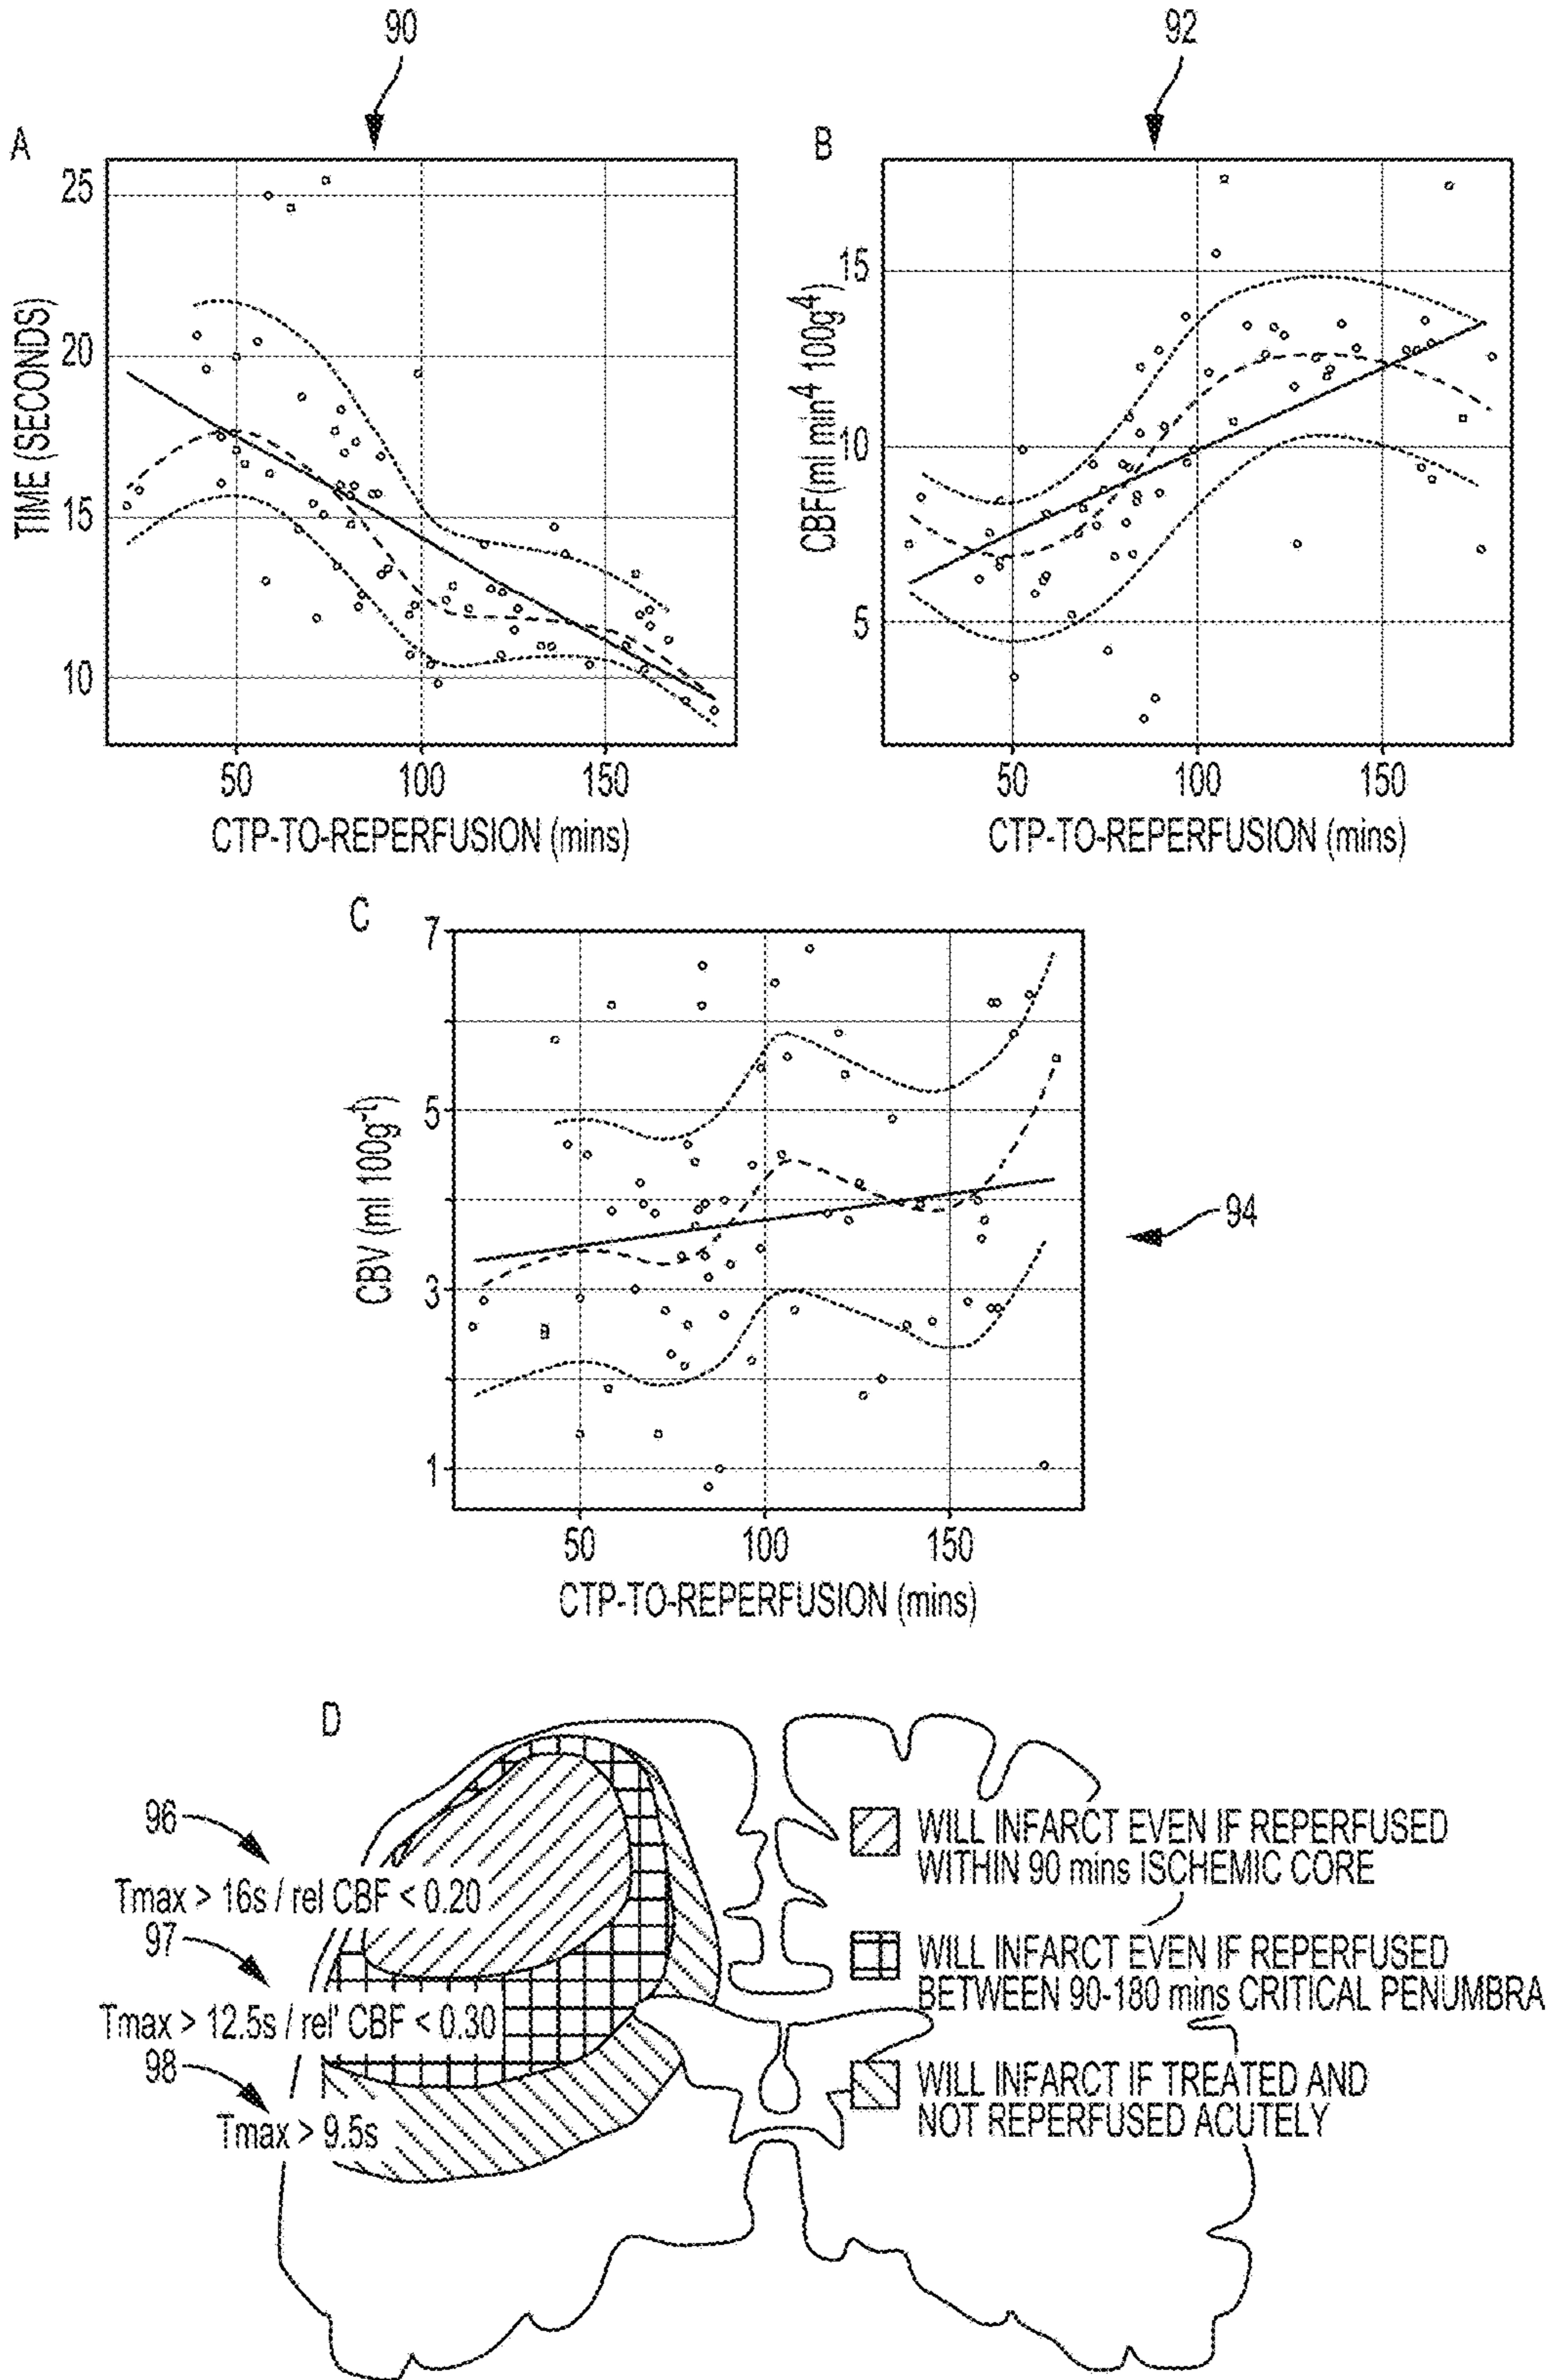 90
92
A
B
25
20
15
10
TIME (SECONDS)
50 100 150
CTP-TO-REPERFUSION (mins)
15
10
5
CBF(ml min⁴ 100g⁴)
50 100 150
CTP-TO-REPERFUSION (mins)
C
7
5
3
1
CBV (ml 100g⁻¹)
94
50 100 150
CTP-TO-REPERFUSION (mins)
D
96
Tmax > 16s / rel CBF < 0.20
97
Tmax > 12.5s / rel' CBF < 0.30
98
Tmax > 9.5s
WILL INFARCT EVEN IF REPERFUSED
WITHIN 90 mins ISCHEMIC CORE
WILL INFARCT EVEN IF REPERFUSED
BETWEEN 90-180 mins CRITICAL PENUMBRA
WILL INFARCT IF TREATED AND
NOT REPERFUSED ACUTELY